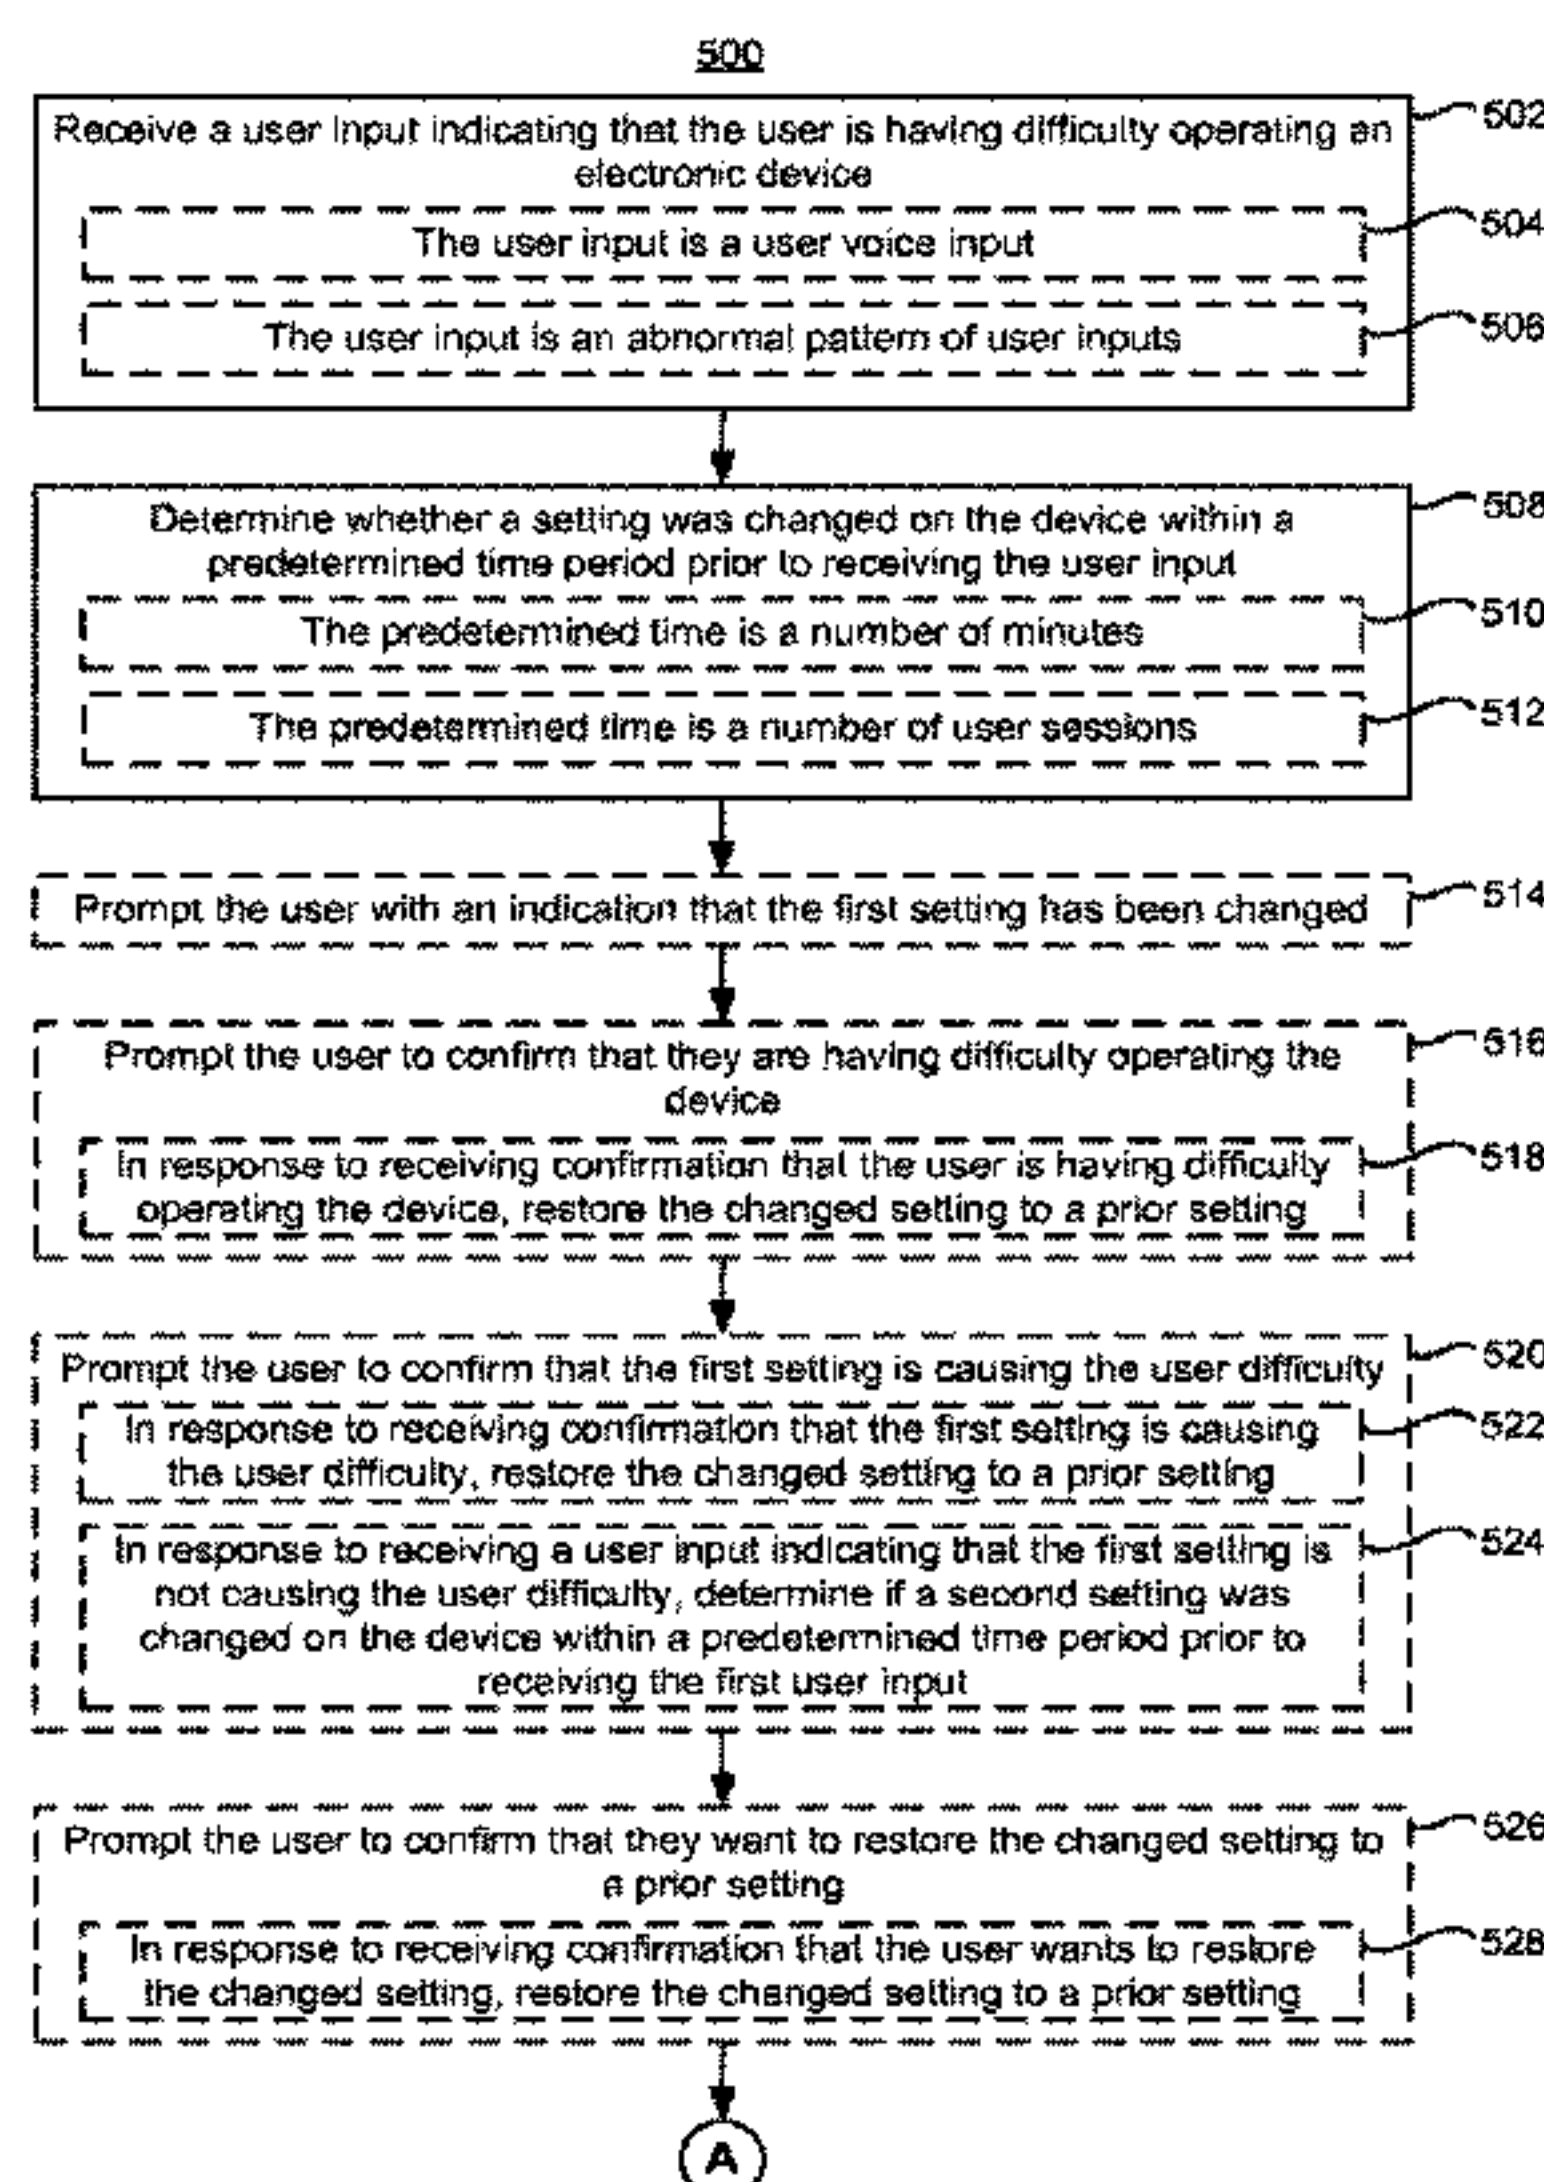 500
Receive a user Input indicating that the user is having difficulty operating an
electronic device
502
The user input is a user voice input
504
The user input is an abnormal pattern of user inputs
506
Determine whether a setting was changed on the device within a
predetermined time period prior to receiving the user input
508
The predetermined time is a number of minutes
510
The predetermined time is a number of user sessions
512
Prompt the user with an indication that the first setting has been changed
514
Prompt the user to confirm that they are having difficulty operating the
device
516
In response to receiving confirmation that the user is having difficulty
operating the device, restore the changed setting to a prior setting
518
Prompt the user to confirm that the first setting is causing the user difficulty
520
In response to receiving confirmation that the first setting is causing
the user difficulty, restore the changed setting to a prior setting
522
In response to receiving a user input indicating that the first setting is
not causing the user difficulty, determine if a second setting was
changed on the device within a predetermined time period prior to
receiving the first user input
524
Prompt the user to confirm that they want to restore the changed setting to
a prior setting
526
In response to receiving confirmation that the user wants to restore
the changed setting, restore the changed setting to a prior setting
528
A